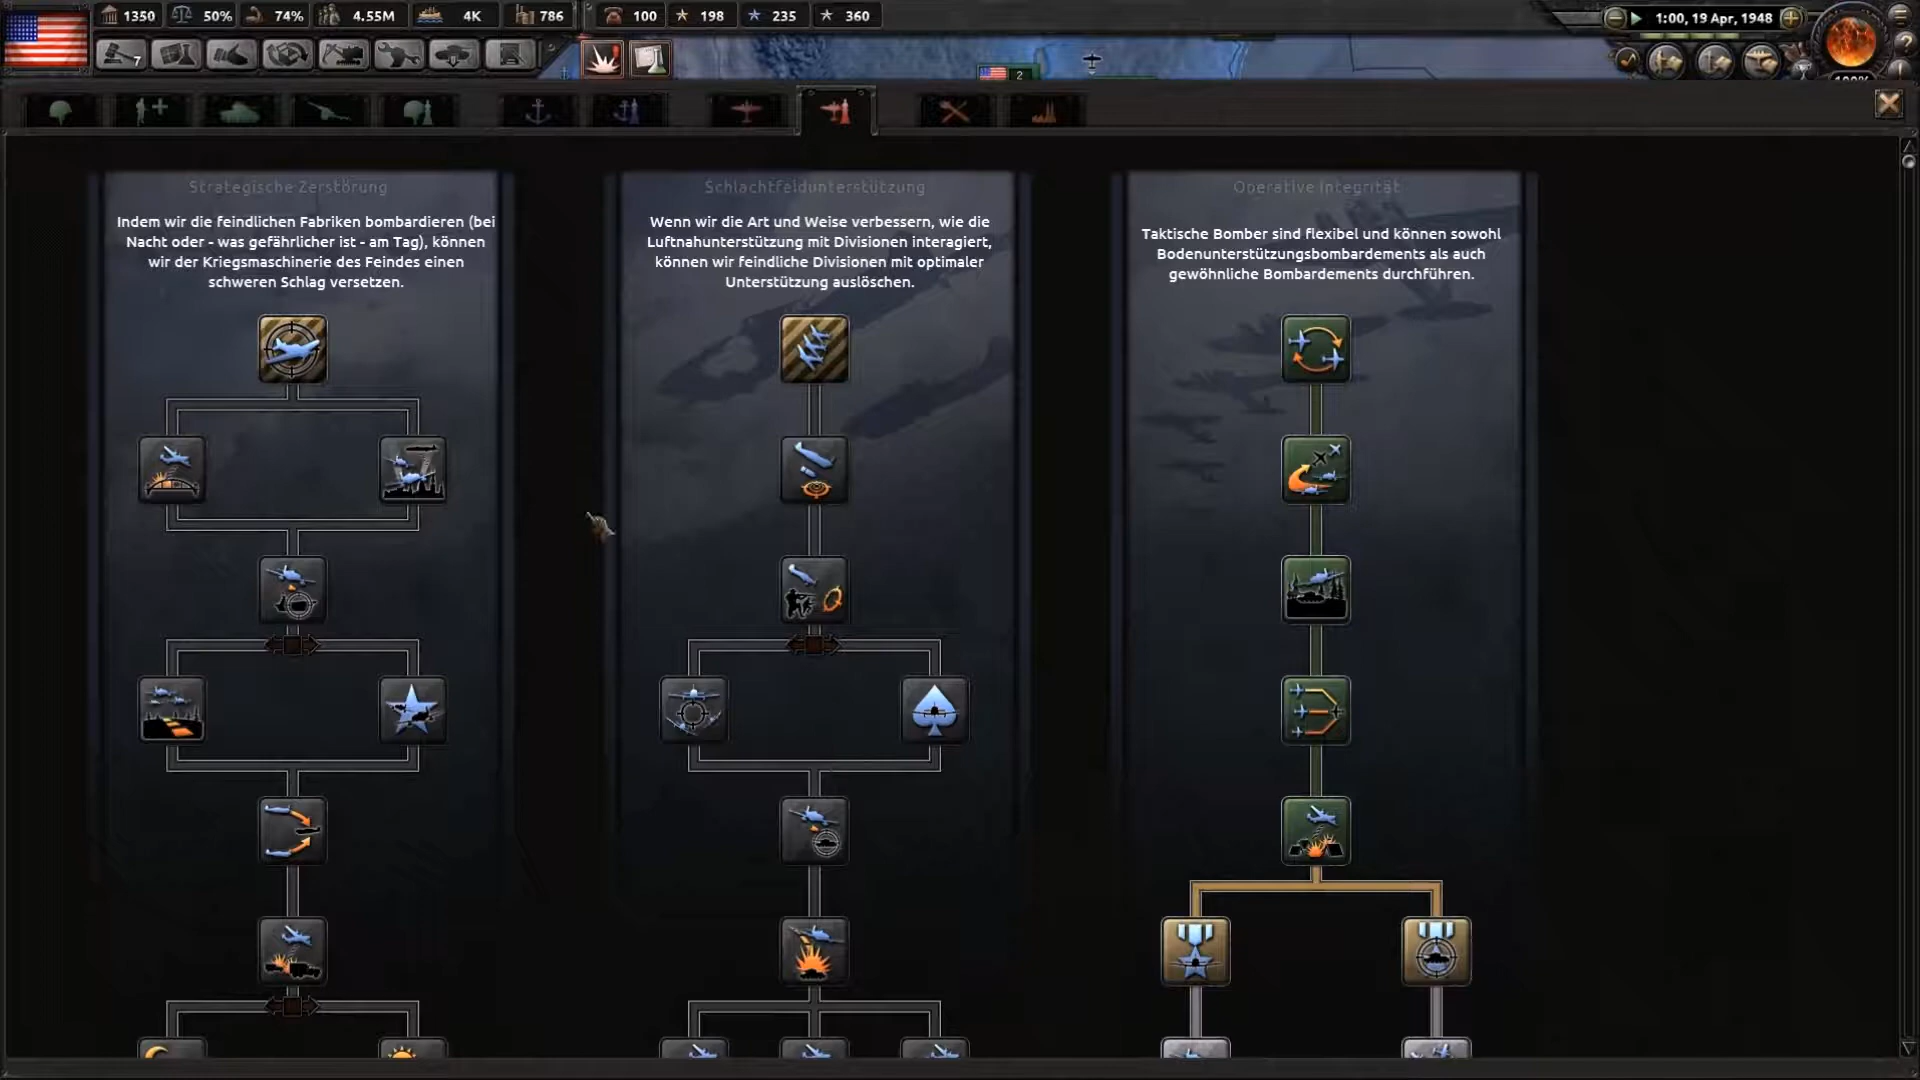 1350 50% 74% 4.55M 4K 786 100 198 235 360
1:00, 19 Apr, 1948
7
2
100%
Strategische Zerstörung
Indem wir die feindlichen Fabriken bombardieren (bei
Nacht oder - was gefährlicher ist - am Tag), können
wir der Kriegsmaschinerie des Feindes einen
schweren Schlag versetzen.
Schlachtfeldunterstützung
Wenn wir die Art und Weise verbessern, wie die
Luftnahunterstützung mit Divisionen interagiert,
können wir feindliche Divisionen mit optimaler
Unterstützung auslöschen.
Operative Integrität
Taktische Bomber sind flexibel und können sowohl
Bodenunterstützungsbombardements als auch
gewöhnliche Bombardements durchführen.